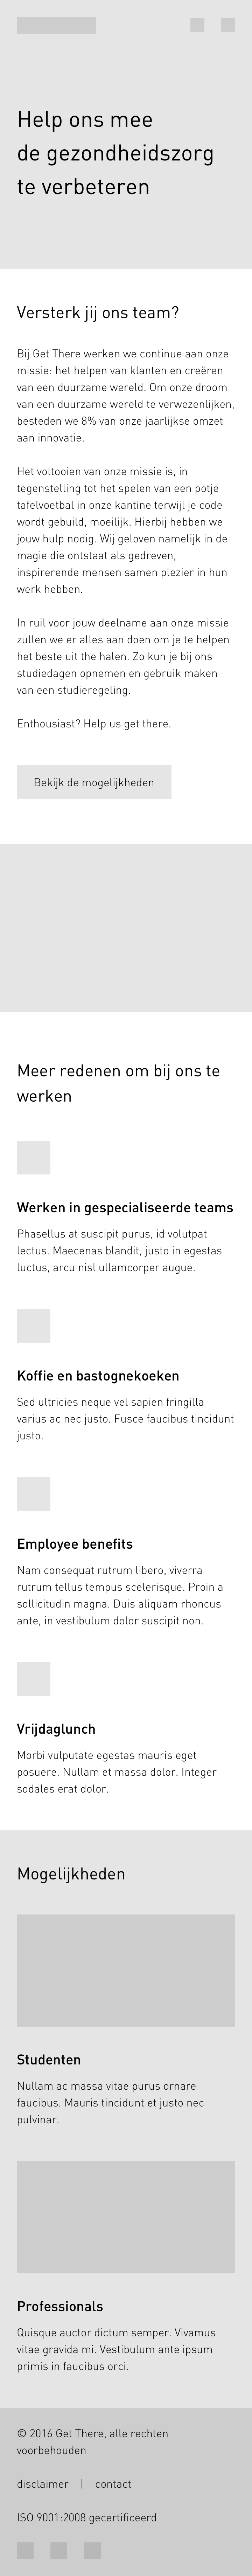 Help ons mee
de gezondheidszorg
te verbeteren
Versterk jij ons team?
Bij Get There werken we continue aan onze
missie: het helpen van klanten en creëren
van een duurzame wereld. Om onze droom
van een duurzame wereld te verwezenlijken,
besteden we 8% van onze jaarlijkse omzet
aan innovatie.
Het voltooien van onze missie is, in
tegenstelling tot het spelen van een potje
tafelvoetbal in onze kantine terwijl je code
wordt gebuild, moeilijk. Hierbij hebben we
jouw hulp nodig. Wij geloven namelijk in de
magie die ontstaat als gedreven,
inspirerende mensen samen plezier in hun
werk hebben.
In ruil voor jouw deelname aan onze missie
zullen we er alles aan doen om je te helpen
het beste uit the halen. Zo kun je bij ons
studiedagen opnemen en gebruik maken
van een studieregeling.
Enthousiast? Help us get there.
Bekijk de mogelijkheden
Meer redenen om bij ons te
werken
Werken in gespecialiseerde teams
Phasellus at suscipit purus, id volutpat
lectus. Maecenas blandit, justo in egestas
luctus, arcu nisl ullamcorper augue.
Koffie en bastognekoeken
Sed ultricies neque vel sapien fringilla
varius ac nec justo. Fusce faucibus tincidunt
justo.
Employee benefits
Nam consequat rutrum libero, viverra
rutrum tellus tempus scelerisque. Proin a
sollicitudin magna. Duis aliquam rhoncus
ante, in vestibulum dolor suscipit non.
Vrijdaglunch
Morbi vulputate egestas mauris eget
posuere. Nullam et massa dolor. Integer
sodales erat dolor.
Mogelijkheden
Studenten
Nullam ac massa vitae purus ornare
faucibus. Mauris tincidunt et justo nec
pulvinar.
Professionals
Quisque auctor dictum semper. Vivamus
vitae gravida mi. Vestibulum ante ipsum
primis in faucibus orci.
© 2016 Get There, alle rechten
voorbehouden
disclaimer | contact
ISO 9001:2008 gecertificeerd